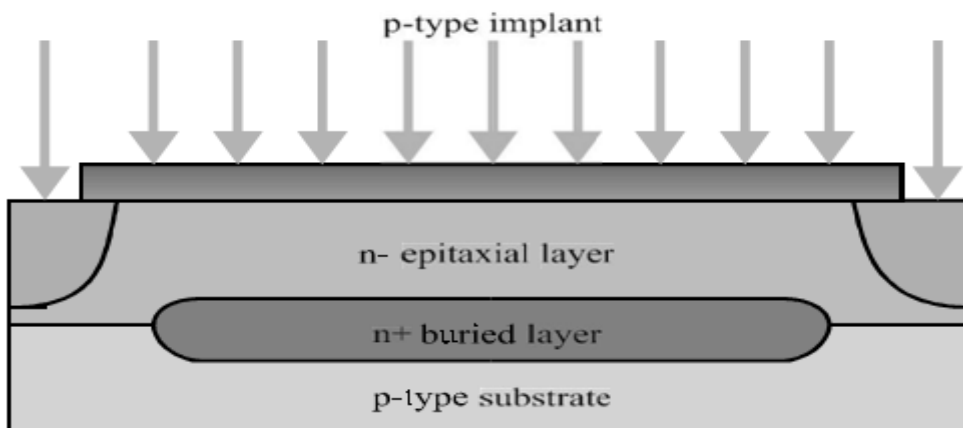 p-type implant
n- epitaxial layer
n+ buried layer
p-type substrate